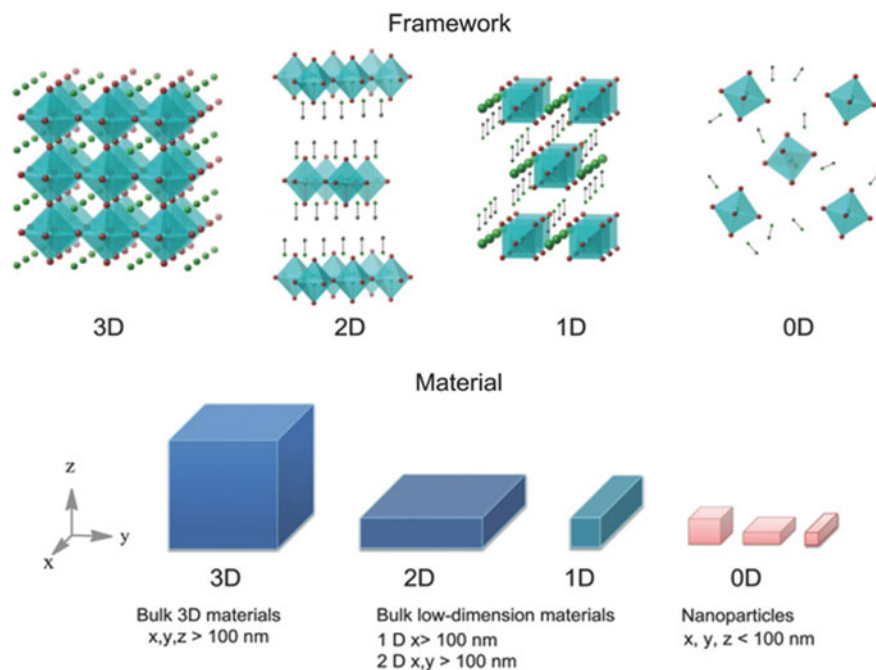 Framework
3D 2D 1D 0D
Material
z
y
x
3D 2D 1D 0D
Bulk 3D materials
x,y,z > 100 nm
Bulk low-dimension materials
1 D x> 100 nm
2 D x,y > 100 nm
Nanoparticles
x, y, z < 100 nm